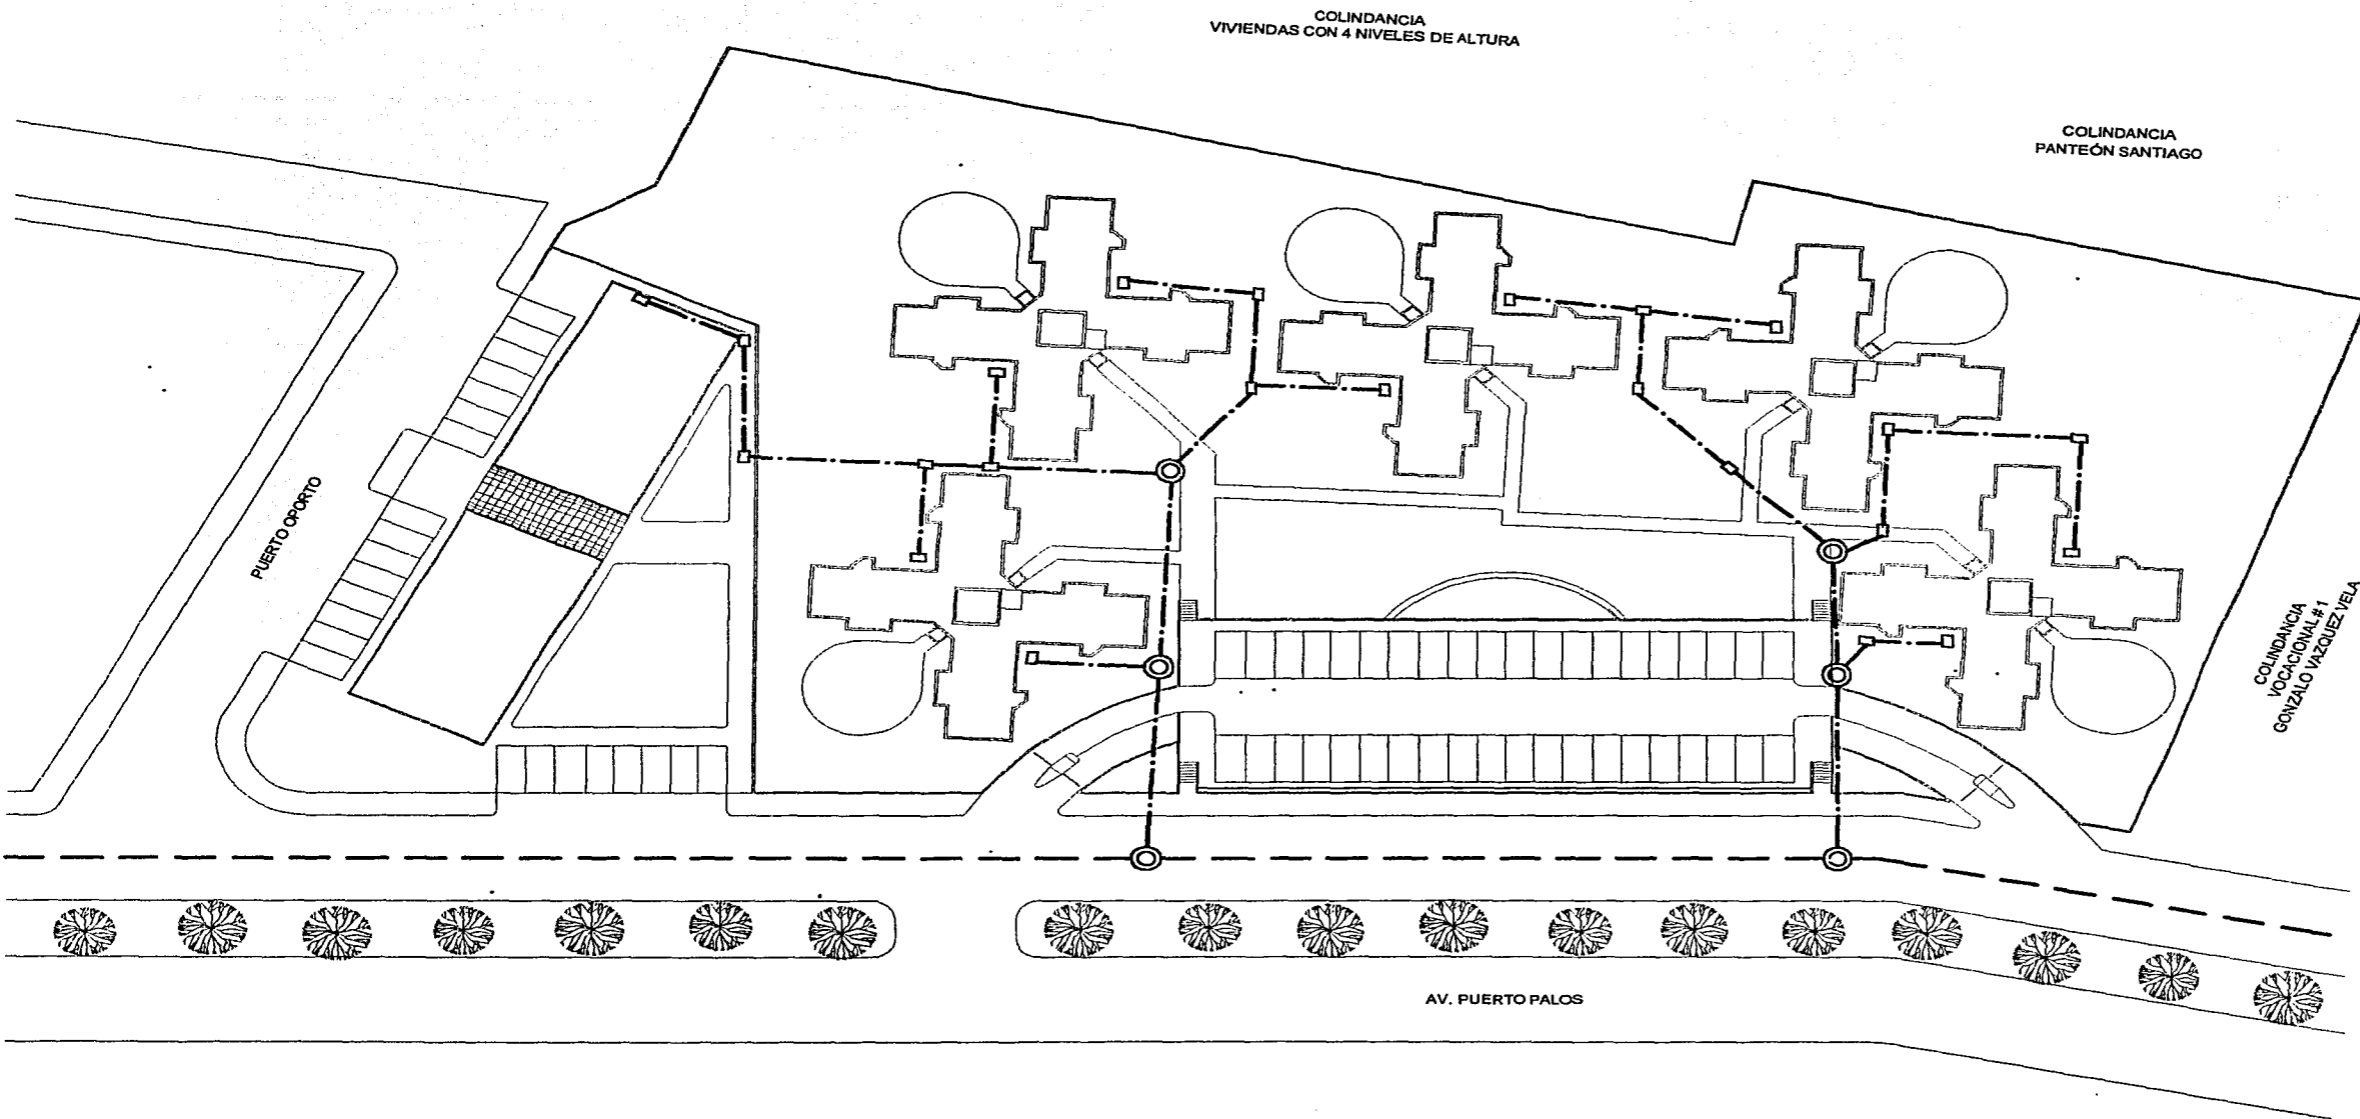 COLINDANCIA
VIVIENDAS CON 4 NIVELES DE ALTURA
COLINDANCIA
PANTEÓN SANTIAGO
PUERTO OPORTO
COLINDANCIA
VOCACIONAL # 1
GONZALO VAZQUEZ VELA
AV. PUERTO PALOS